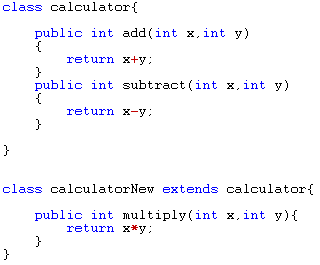 class calculator{
public int add(int x,int y)
{
return x+y;
}
public int subtract(int x,int y)
{
return x-y;
}
}
class calculatorNew extends calculator{
public int multiply(int x,int y){
return x*y;
}
}